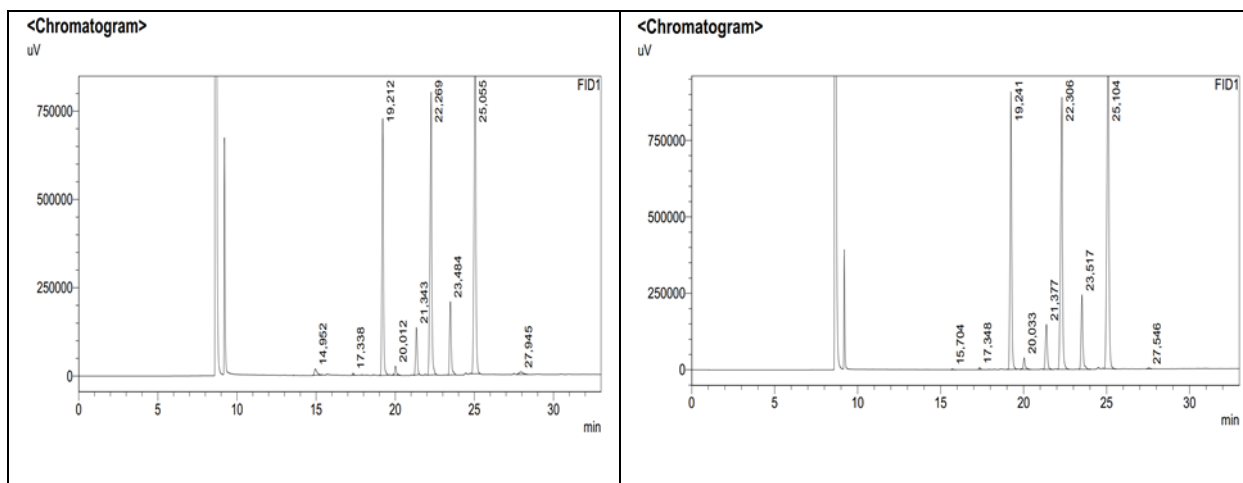 <Chromatogram>
uV
FID1
750000
500000
250000
0
14,952
17,338
19,212
20,012
21,343
22,269
23,484
25,055
27,945
0 5 10 15 20 25 30
min
<Chromatogram>
uV
FID1
750000
500000
250000
0
15,704
17,348
19,241
20,033
21,377
22,306
23,517
25,104
27,546
0 5 10 15 20 25 30
min